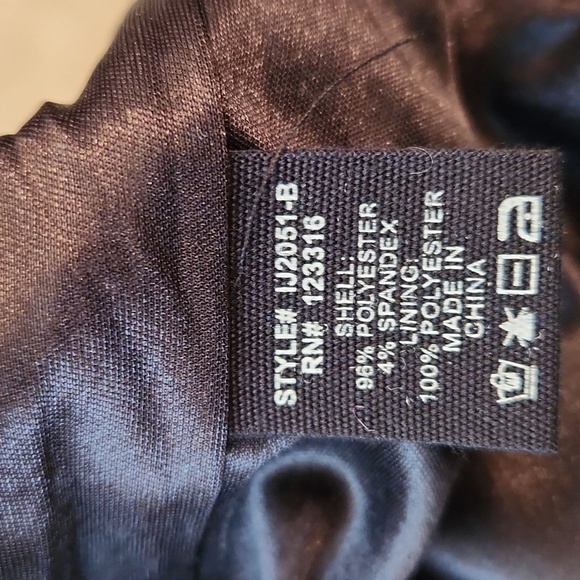 STYLE# IJ2051-B
RN# 123316
SHELL:
96% POLYESTER
4% SPANDEX
LINING:
100% POLYESTER
MADE IN
CHINA